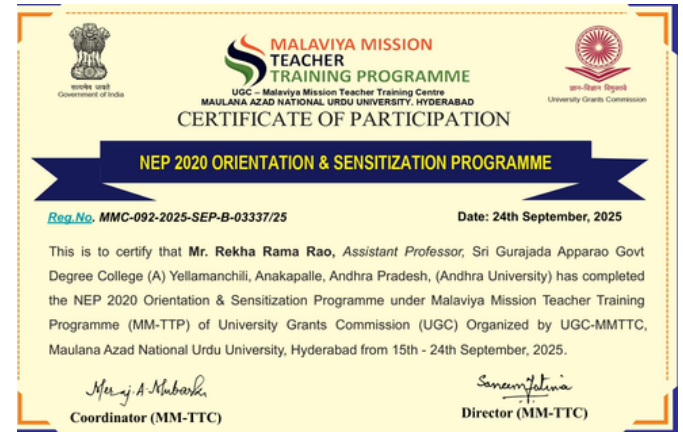 MALAVIYA MISSION
TEACHER
TRAINING PROGRAMME
सत्यमेव जयते
Government of India
UGC – Malaviya Mission Teacher Training Centre
MAULANA AZAD NATIONAL URDU UNIVERSITY. HYDERABAD
ज्ञान-विज्ञान विमुक्तये
University Grants Commission
CERTIFICATE OF PARTICIPATION
NEP 2020 ORIENTATION & SENSITIZATION PROGRAMME
Reg.No. MMC-092-2025-SEP-B-03337/25
Date: 24th September, 2025
This is to certify that Mr. Rekha Rama Rao, Assistant Professor, Sri Gurajada Apparao Govt
Degree College (A) Yellamanchili, Anakapalle, Andhra Pradesh, (Andhra University) has completed
the NEP 2020 Orientation & Sensitization Programme under Malaviya Mission Teacher Training
Programme (MM-TTP) of University Grants Commission (UGC) Organized by UGC-MMTTC,
Maulana Azad National Urdu University, Hyderabad from 15th - 24th September, 2025.
Coordinator (MM-TTC)
Director (MM-TTC)